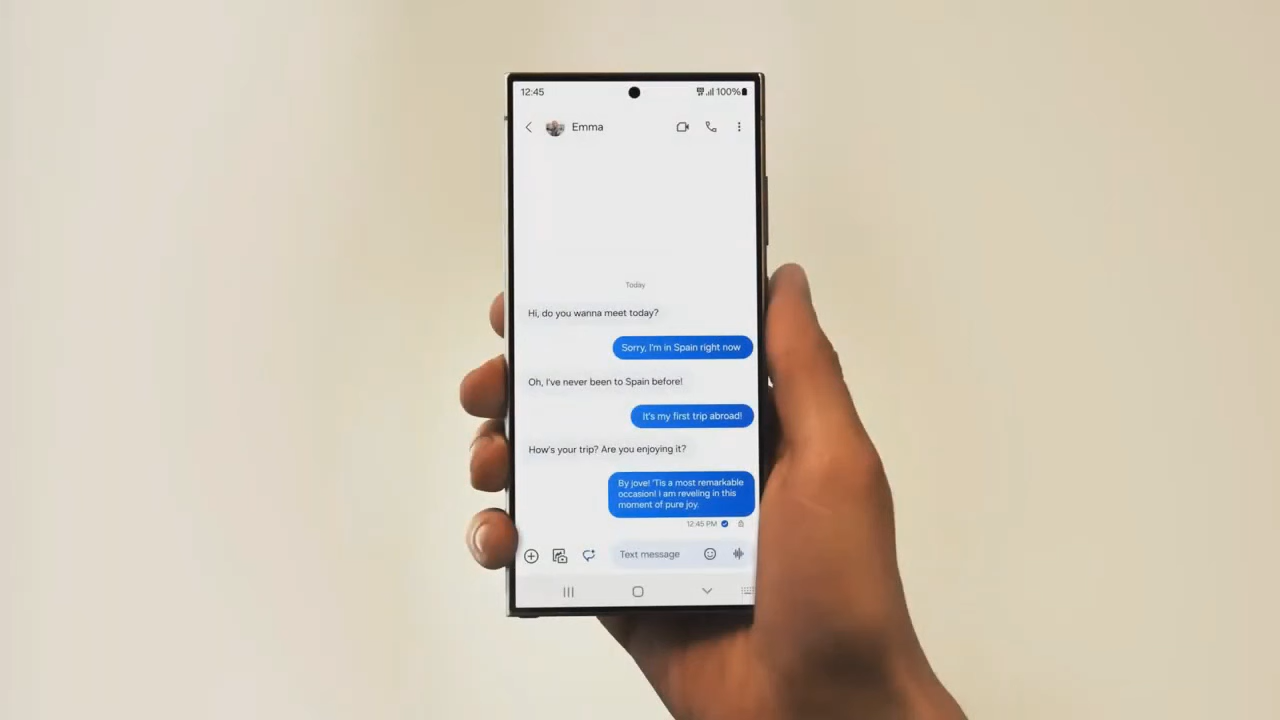 12:45
100%
Emma
Today
Hi, do you wanna meet today?
Sorry, I'm in Spain right now
Oh, I've never been to Spain before!
It's my first trip abroad!
How's your trip? Are you enjoying it?
By jove! 'Tis a most remarkable
occasion! I am reveling in this
moment of pure joy.
12:45 PM
Text message